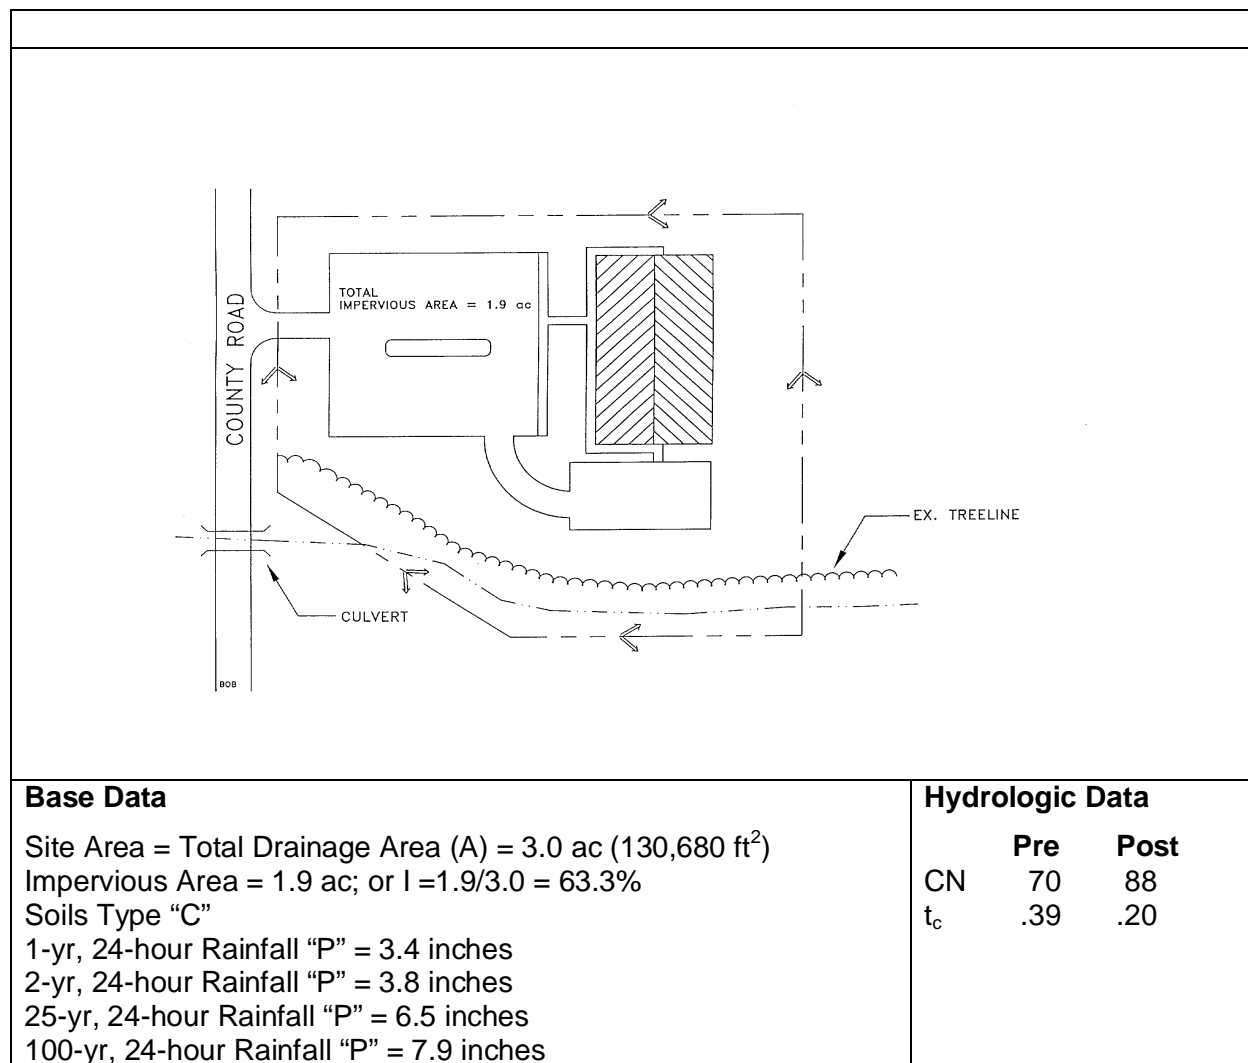 TOTAL
IMPERVIOUS AREA = 1.9 ac
COUNTY ROAD
EX. TREELINE
CULVERT
BOB
Base Data
Site Area = Total Drainage Area (A) = 3.0 ac (130,680 ft²)
Impervious Area = 1.9 ac; or I =1.9/3.0 = 63.3%
Soils Type “C”
1-yr, 24-hour Rainfall “P” = 3.4 inches
2-yr, 24-hour Rainfall “P” = 3.8 inches
25-yr, 24-hour Rainfall “P” = 6.5 inches
100-yr, 24-hour Rainfall “P” = 7.9 inches
Hydrologic Data
Pre Post
CN 70 88
tc .39 .20